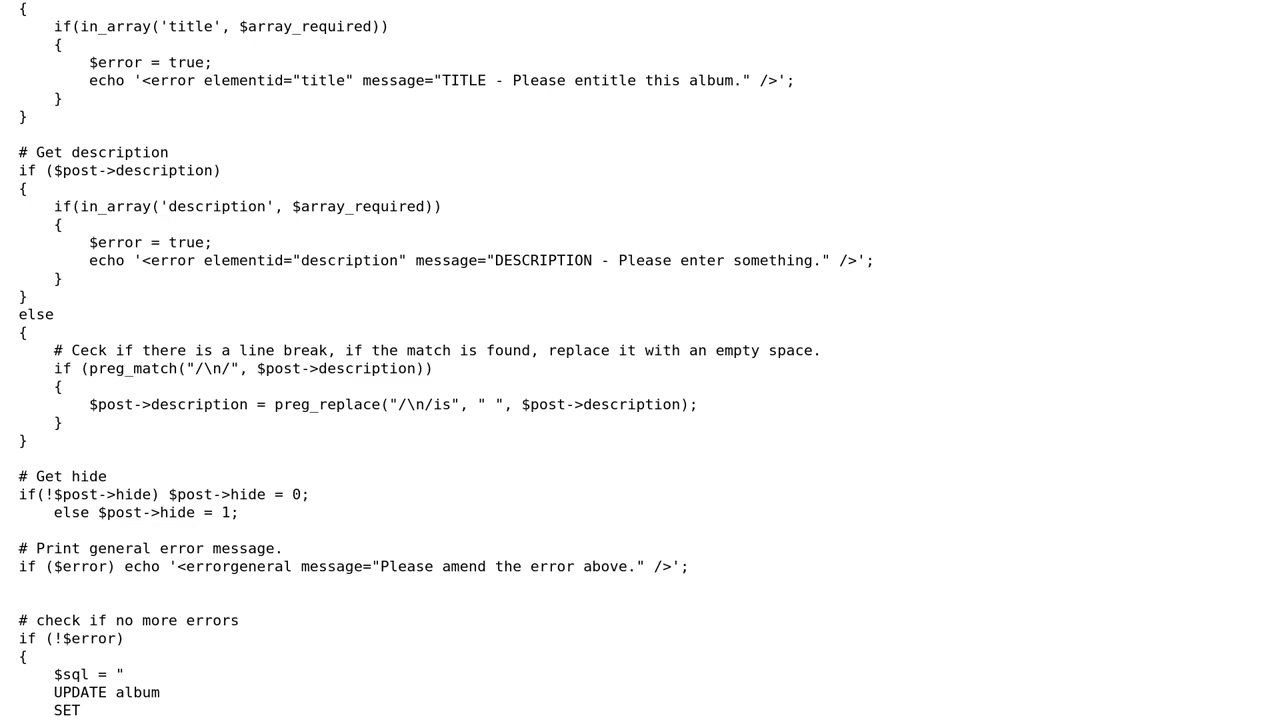 {
    if(in_array('title', $array_required))
    {
        $error = true;
        echo '<error elementid="title" message="TITLE - Please entitle this album." />';
    }
}

# Get description
if ($post->description)
{
    if(in_array('description', $array_required))
    {
        $error = true;
        echo '<error elementid="description" message="DESCRIPTION - Please enter something." />';
    }
}
else
{
    # Ceck if there is a line break, if the match is found, replace it with an empty space.
    if (preg_match("/\n/", $post->description))
    {
        $post->description = preg_replace("/\n/is", " ", $post->description);
    }
}

# Get hide
if(!$post->hide) $post->hide = 0;
    else $post->hide = 1;

# Print general error message.
if ($error) echo '<errorgeneral message="Please amend the error above." />';


# check if no more errors
if (!$error)
{
    $sql = "
    UPDATE album
    SET